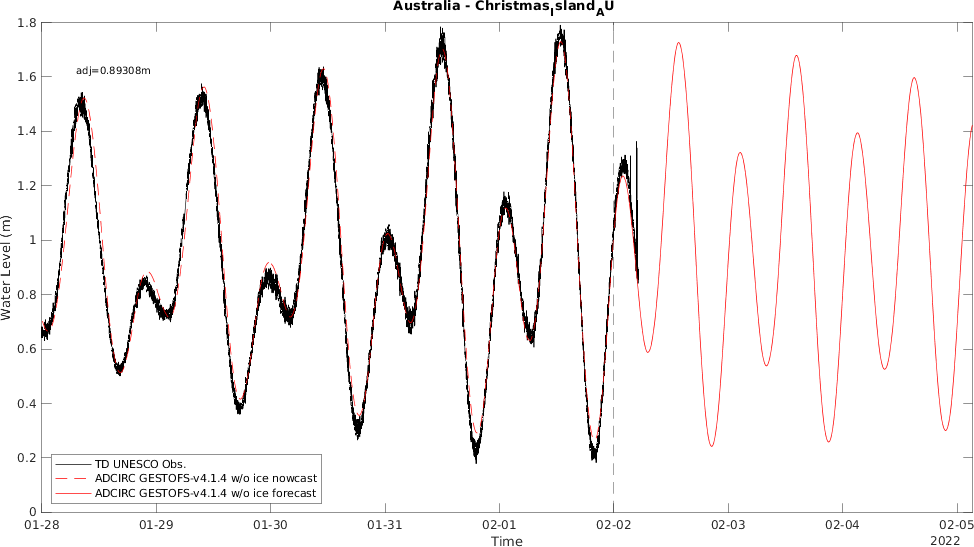 Australia - Christmas_Island_AU
adj=0.89308m
Water Level (m)
1.8
1.6
1.4
1.2
1
0.8
0.6
0.4
0.2
0
TD UNESCO Obs.
ADCIRC GESTOFS-v4.1.4 w/o ice nowcast
ADCIRC GESTOFS-v4.1.4 w/o ice forecast
01-28 01-29 01-30 01-31 02-01 02-02 02-03 02-04 02-05
Time
2022